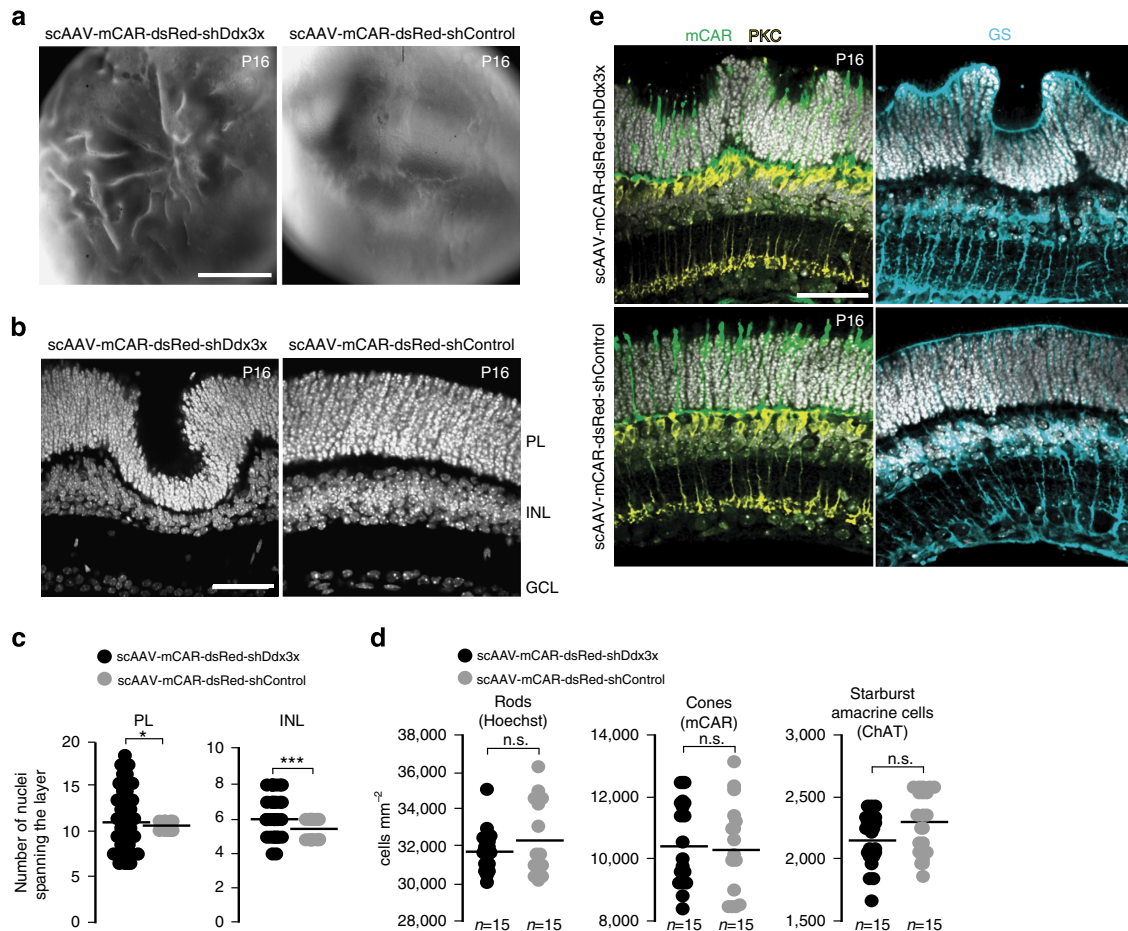 a
scAAV-mCAR-dsRed-shDdx3x
scAAV-mCAR-dsRed-shControl
P16
P16
b
scAAV-mCAR-dsRed-shDdx3x
scAAV-mCAR-dsRed-shControl
P16
P16
PL
INL
GCL
c
scAAV-mCAR-dsRed-shDdx3x
scAAV-mCAR-dsRed-shControl
PL
INL
Number of nuclei
spanning the layer
20
15
10
5
0
*
10
8
6
4
2
0
***
d
scAAV-mCAR-dsRed-shDdx3x
scAAV-mCAR-dsRed-shControl
Rods
(Hoechst)
n.s.
cells mm⁻²
38,000
36,000
34,000
32,000
30,000
28,000
n=15
n=15
Cones
(mCAR)
n.s.
14,000
12,000
10,000
8,000
n=15
n=15
Starburst
amacrine cells
(ChAT)
n.s.
3,000
2,500
2,000
1,500
n=15
n=15
e
mCAR PKC
GS
scAAV-mCAR-dsRed-shDdx3x
P16
scAAV-mCAR-dsRed-shControl
P16